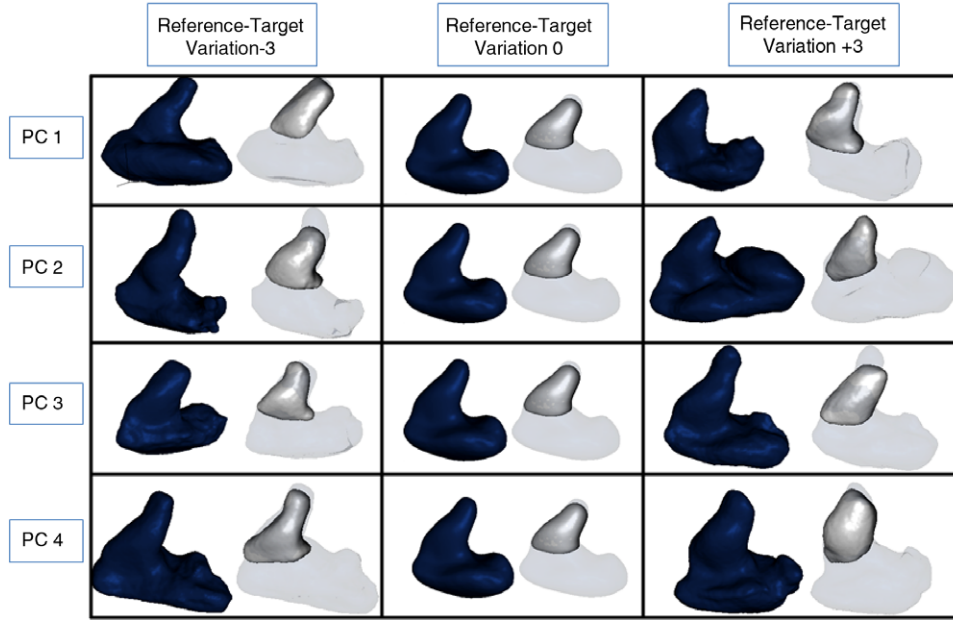 Reference-Target
Variation-3
Reference-Target
Variation 0
Reference-Target
Variation +3
PC 1
PC 2
PC 3
PC 4